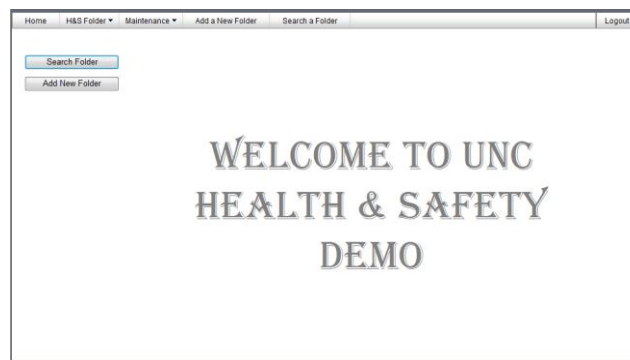 Home H&S Folder Maintenance Add a New Folder Search a Folder Logout
Search Folder
Add New Folder
WELCOME TO UNC
HEALTH & SAFETY
DEMO